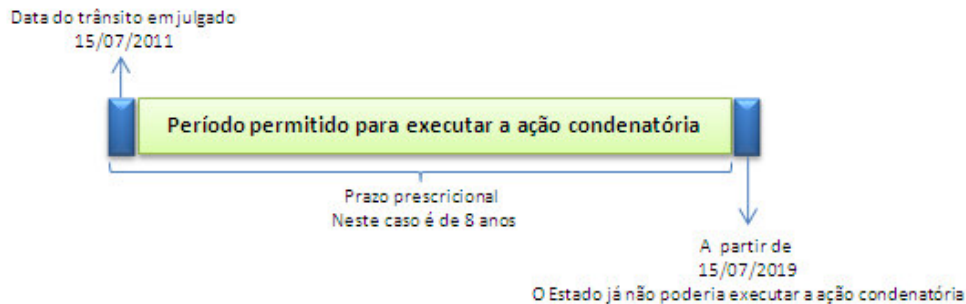 Data do trânsito em julgado
15/07/2011
Período permitido para executar a ação condenatória
Prazo prescricional
Neste caso é de 8 anos
A partir de
15/07/2019
O Estado já não poderia executar a ação condenatória